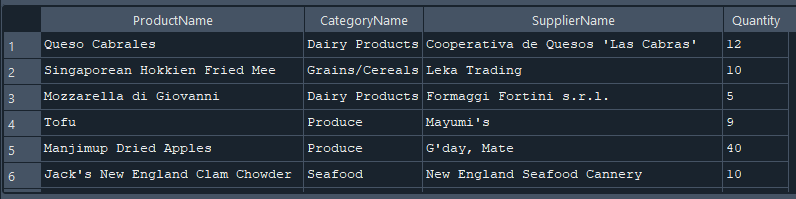 ProductName CategoryName SupplierName Quantity
1 Queso Cabrales Dairy Products Cooperativa de Quesos 'Las Cabras' 12
2 Singaporean Hokkien Fried Mee Grains/Cereals Leka Trading 10
3 Mozzarella di Giovanni Dairy Products Formaggi Fortini s.r.l. 5
4 Tofu Produce Mayumi's 9
5 Manjimup Dried Apples Produce G'day, Mate 40
6 Jack's New England Clam Chowder Seafood New England Seafood Cannery 10